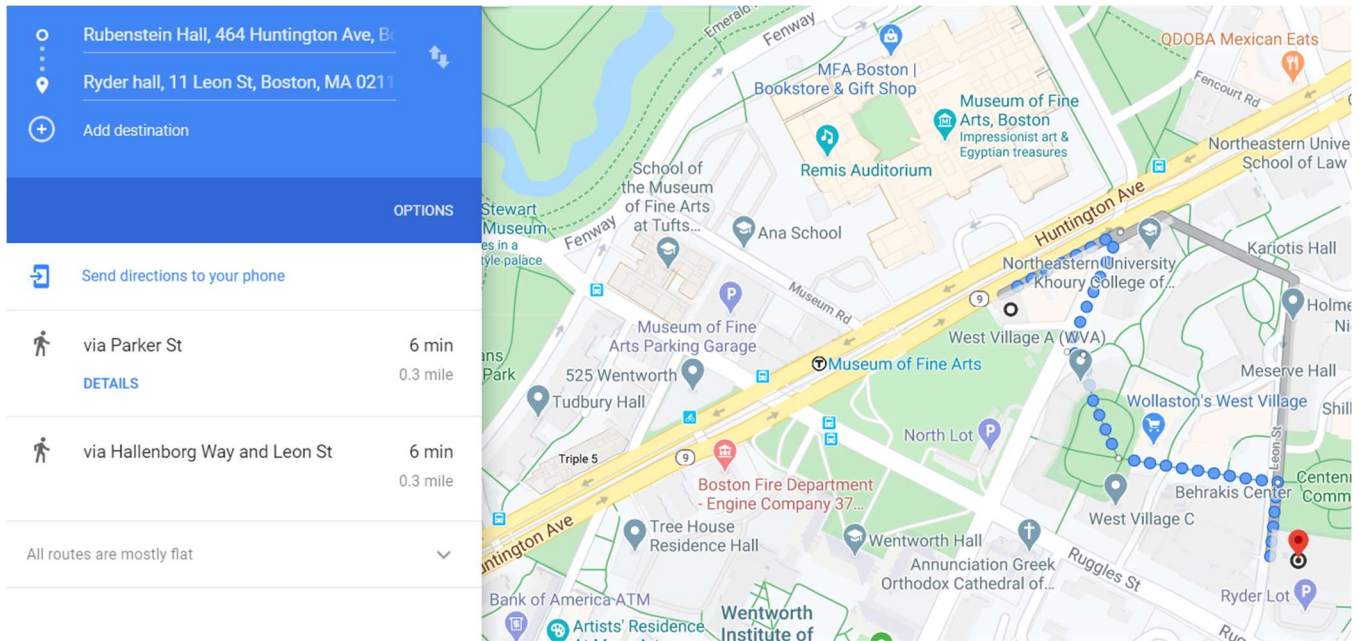 Rubenstein Hall, 464 Huntington Ave, B
Ryder hall, 11 Leon St, Boston, MA 0211
Add destination
OPTIONS
Send directions to your phone
via Parker St
6 min
DETAILS
0.3 mile
via Hallenborg Way and Leon St
6 min
0.3 mile
All routes are mostly flat
Emerald
Fenway
QDOBA Mexican Eats
MFA Boston |
Bookstore & Gift Shop
Fencourt Rd
Museum of Fine
Arts, Boston
Impressionist art &
Egyptian treasures
Remis Auditorium
Northeastern Unive
School of Law
School of
the Museum
of Fine Arts
at Tufts...
Stewart
Museum
es in a
tyle palace
Fenway
Ana School
Huntington Ave
Kariotis Hall
Northeastern University
Khoury College of...
Museum Rd
9
Holme
Ni
Museum of Fine
Arts Parking Garage
West Village A (WVA)
ans
Park
525 Wentworth
Museum of Fine Arts
Meserve Hall
Tudbury Hall
Wollaston's West Village
Shil
North Lot
Triple 5
9
Leon St
Boston Fire Department
- Engine Company 37...
Centen
Comm
Behrakis Center
West Village C
Huntington Ave
Tree House
Residence Hall
Wentworth Hall
Annunciation Greek
Orthodox Cathedral of...
Ruggles St
Ryder Lot
Bank of America ATM
Artists' Residence
Wentworth
Institute of